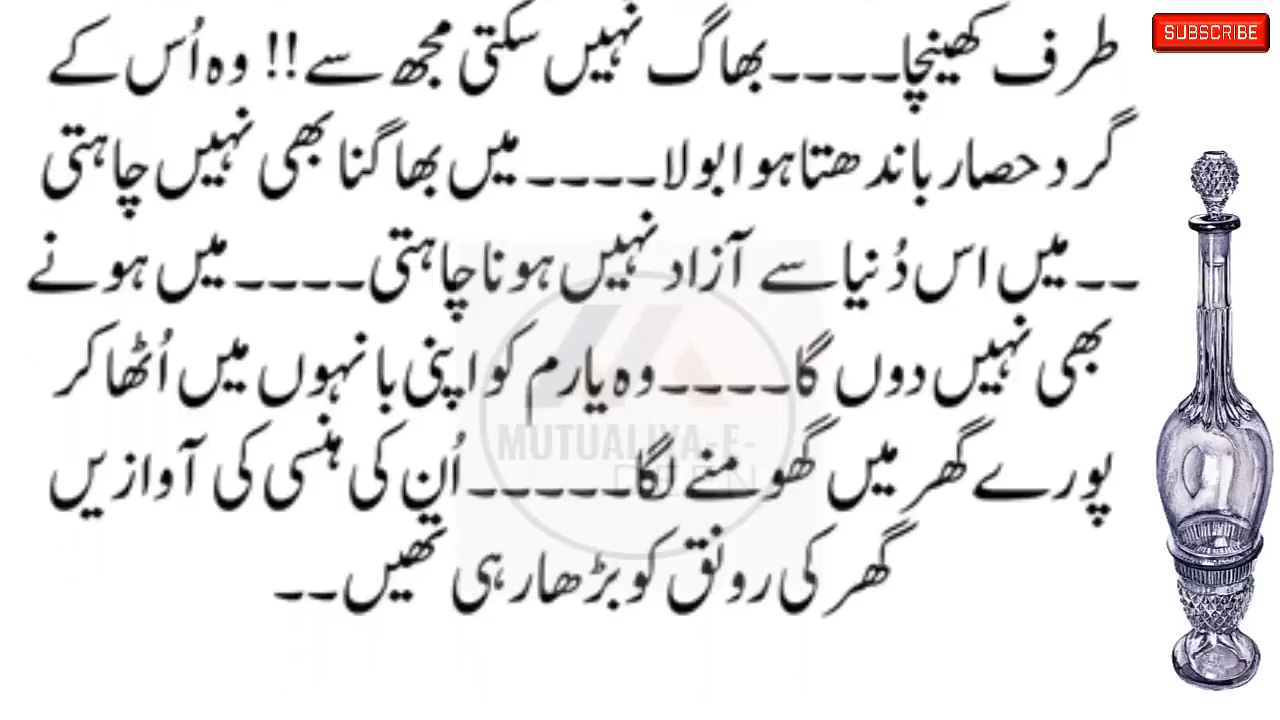 SUBSCRIBE
طرف کھینچا۔۔۔۔بھاگ نہیں سکتی مجھ سے!! وہ اُس کے
گرد حصار باندھتا ہوا بولا۔۔۔۔میں بھاگنا بھی نہیں چاہتی
۔۔میں اس دُنیا سے آزاد نہیں ہونا چاہتی۔۔۔۔میں ہونے
بھی نہیں دوں گا۔۔۔۔وہ یارم کو اپنی بانہوں میں اُٹھا کر
پورے گھر میں گھومنے لگا۔۔۔۔۔اُن کی ہنسی کی آوازیں
گھر کی رونق کو بڑھا رہی تھیں۔۔
MUTUALIYA-E-
DEEN